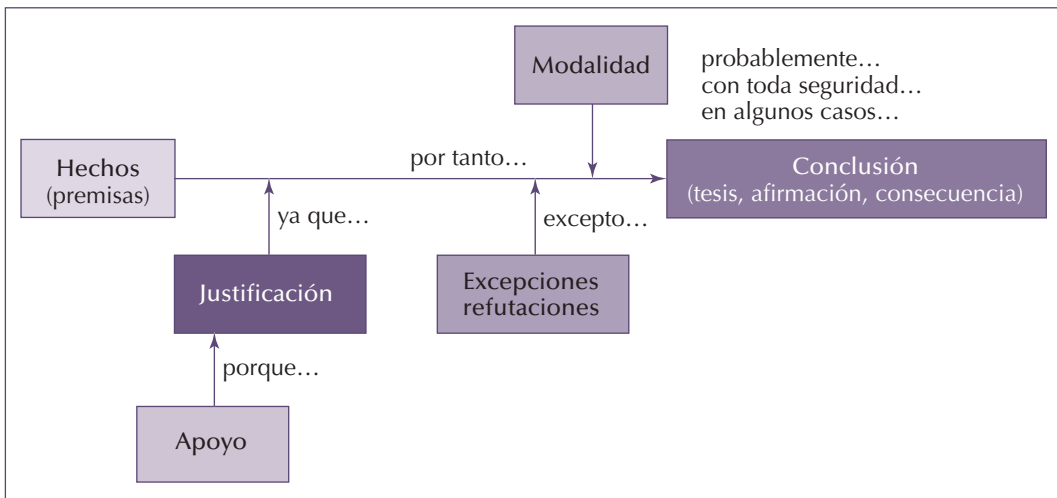 Modalidad
probablemente…
con toda seguridad…
en algunos casos…
Hechos
(premisas)
por tanto…
Conclusión
(tesis, afirmación, consecuencia)
ya que…
excepto…
Justificación
Excepciones
refutaciones
porque…
Apoyo